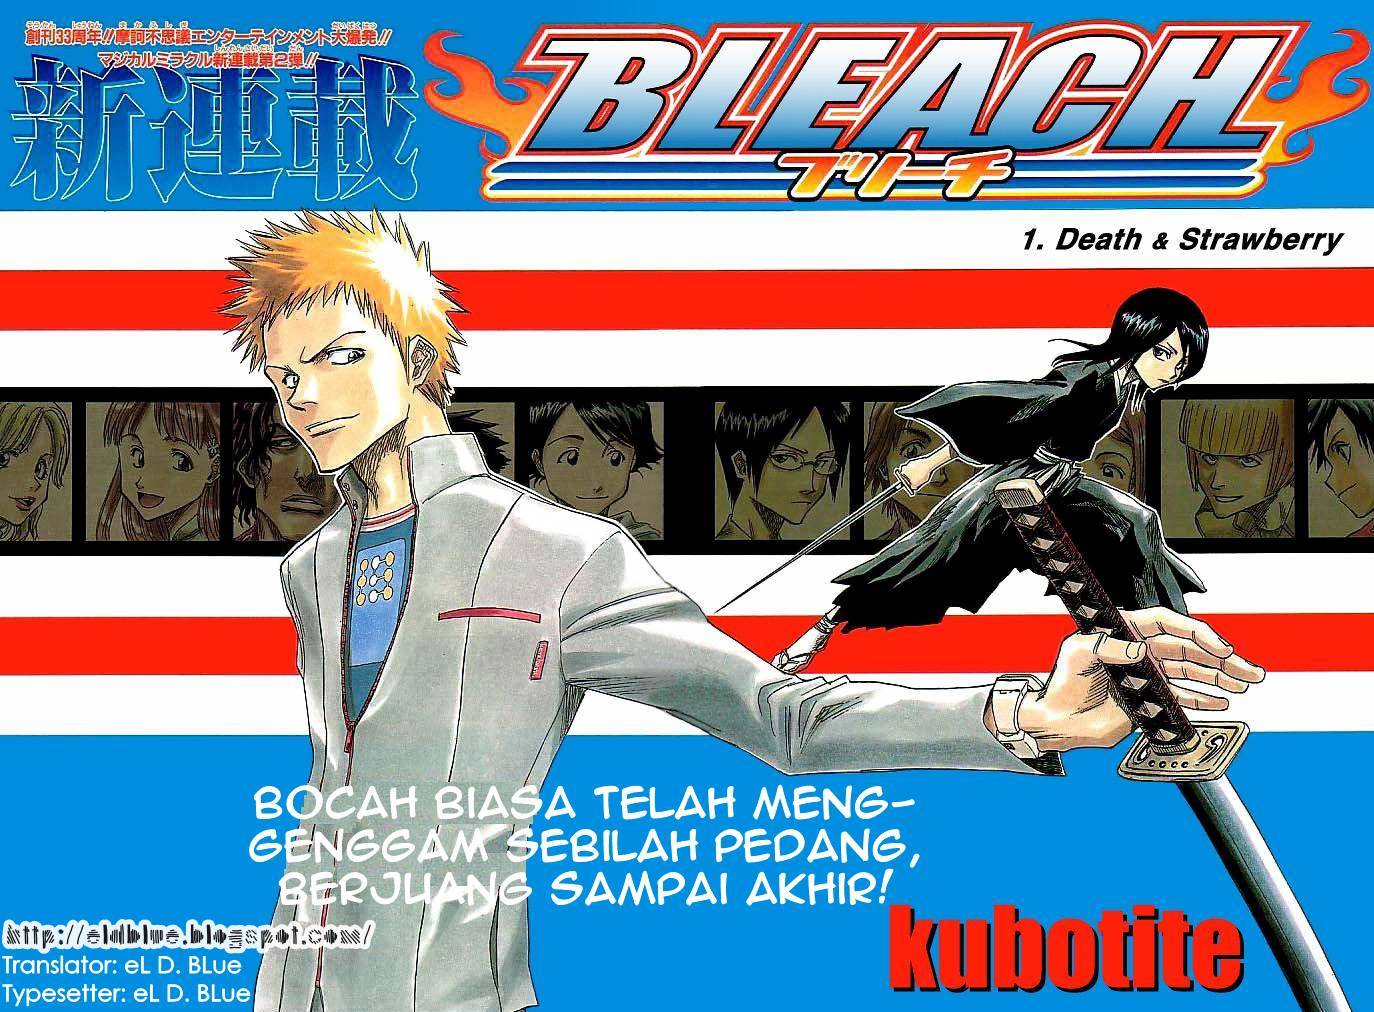 創刊33周年!!摩訶不思議エンターテインメント大爆発!!
マジカルミラクル新連載第2弾!!
新連載
BLEACH
ブリーチ
1. Death & Strawberry
BOCAH BIASA TELAH MENG-
GENGGAM SEBILAH PEDANG,
BERJUANG SAMPAI AKHIR!
kubotite
http://eldblue.blogspot.com/
Translator: eL D. BLue
Typesetter: eL D. BLue